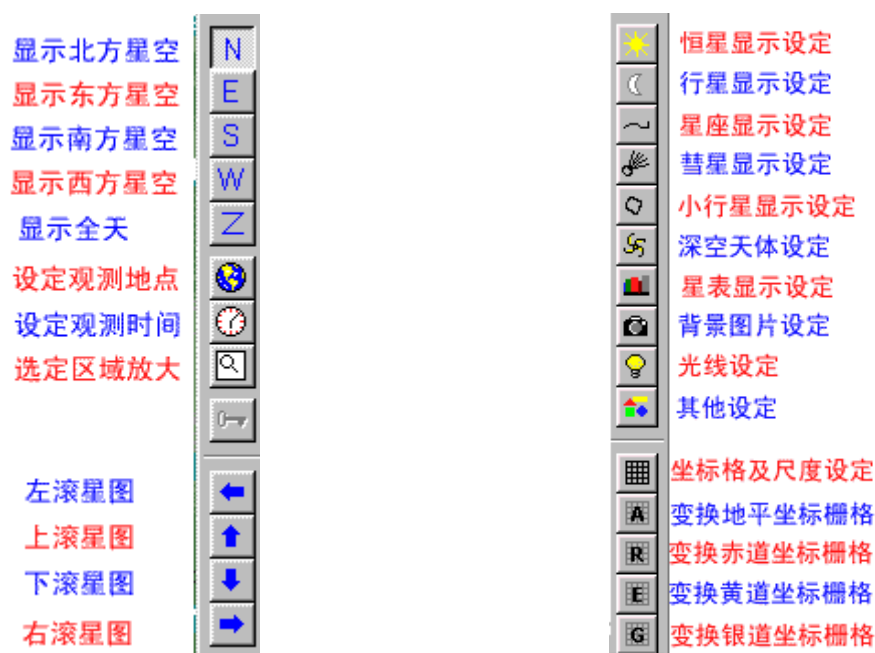 显示北方星空 N
显示东方星空 E
显示南方星空 S
显示西方星空 W
显示全天 Z
设定观测地点
设定观测时间
选定区域放大
左滚星图
上滚星图
下滚星图
右滚星图
恒星显示设定
行星显示设定
星座显示设定
彗星显示设定
小行星显示设定
深空天体设定
星表显示设定
背景图片设定
光线设定
其他设定
坐标格及尺度设定
A 变换地平坐标栅格
R 变换赤道坐标栅格
E 变换黄道坐标栅格
G 变换银道坐标栅格